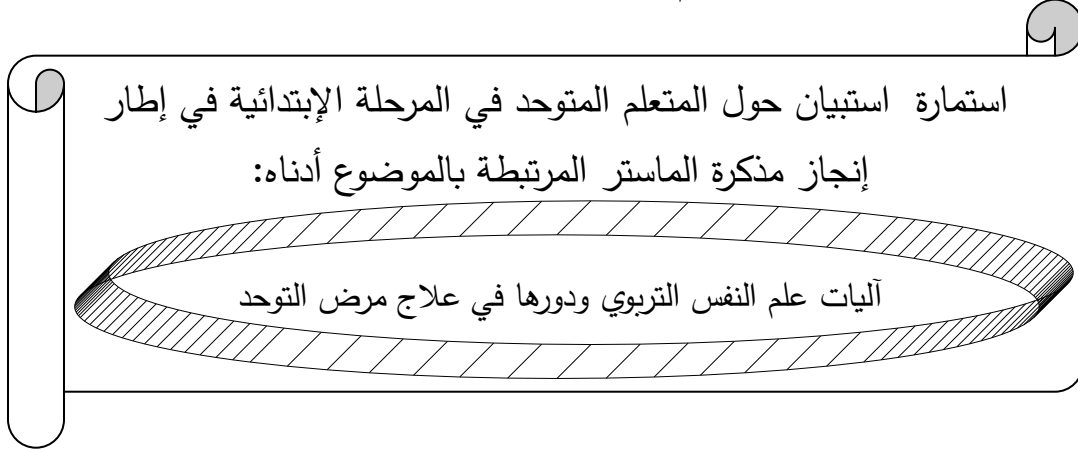 استمارة استبيان حول المتعلم المتوحد في المرحلة الإبتدائية في إطار
إنجاز مذكرة الماستر المرتبطة بالموضوع أدناه:
آليات علم النفس التربوي ودورها في علاج مرض التوحد